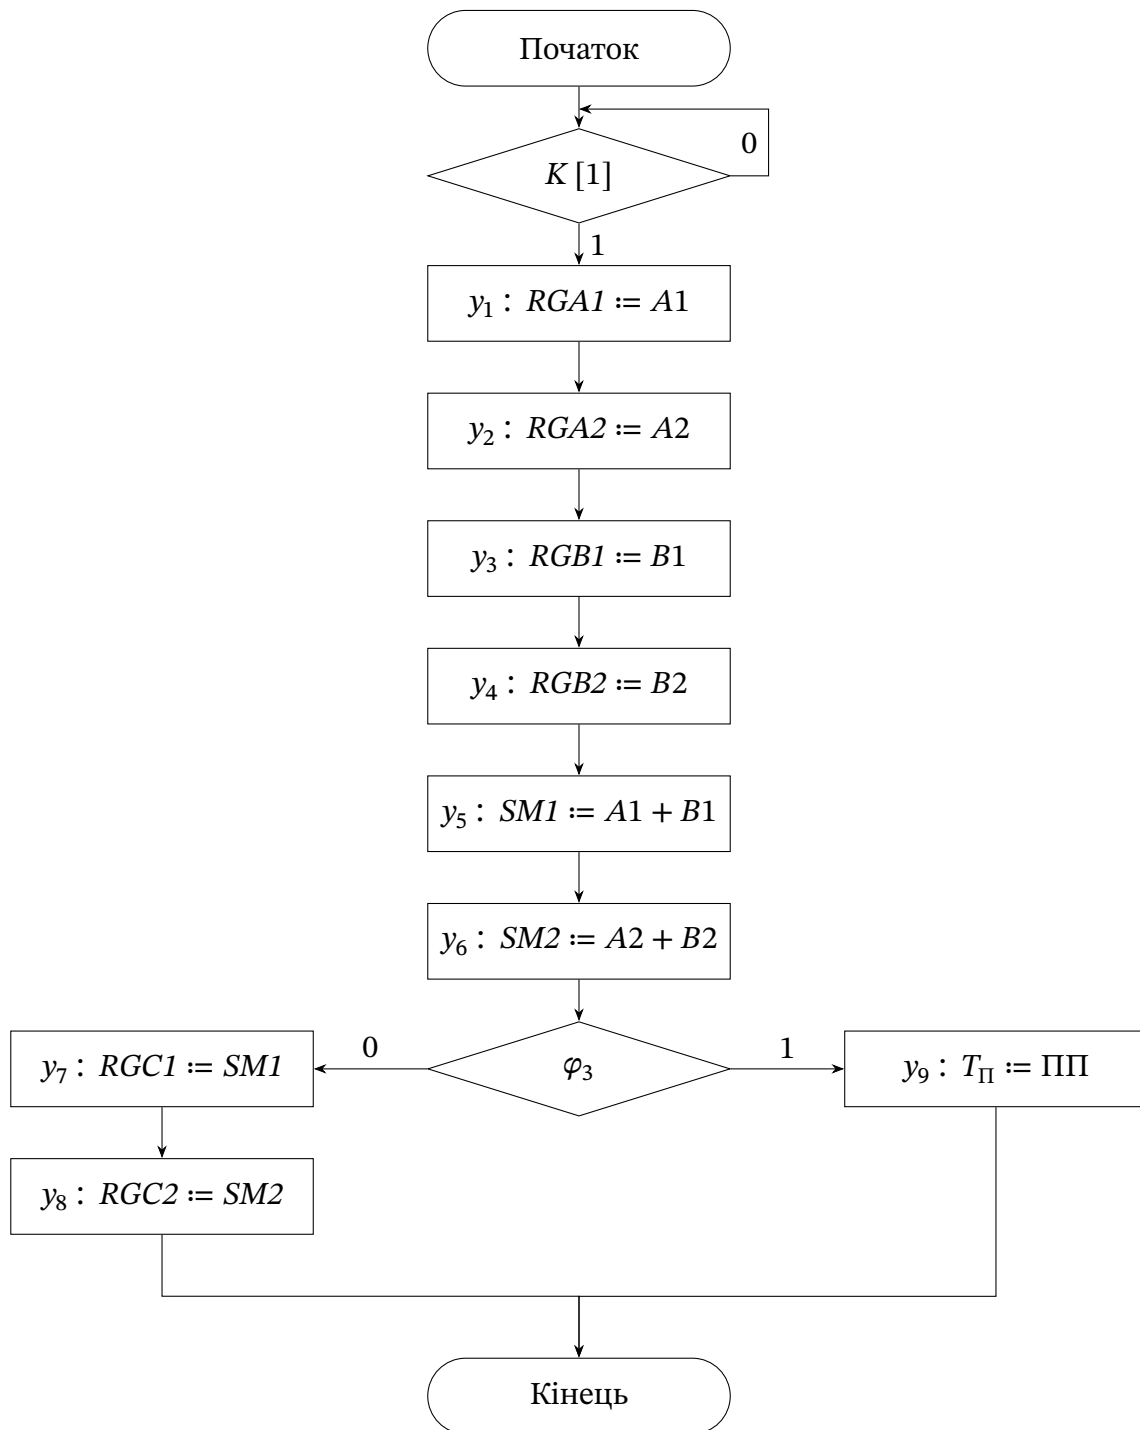 Початок
0
K [1]
1
y₁ : RGA1 := A1
y₂ : RGA2 := A2
y₃ : RGB1 := B1
y₄ : RGB2 := B2
y₅ : SM1 := A1 + B1
y₆ : SM2 := A2 + B2
y₇ : RGC1 := SM1
0
φ₃
1
y₉ : T_П := ПП
y₈ : RGC2 := SM2
Кінець